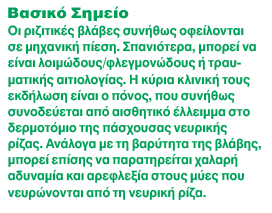 Βασικό Σημείο
Οι ριζιτικές βλάβες συνήθως οφείλονται
σε μηχανική πίεση. Σπανιότερα, μπορεί να
είναι λοιμώδους/φλεγμονώδους ή τραυ-
ματικής αιτιολογίας. Η κύρια κλινική τους
εκδήλωση είναι ο πόνος, που συνήθως
συνοδεύεται από αισθητικό έλλειμμα στο
δερμοτόμιο της πάσχουσας νευρικής
ρίζας. Ανάλογα με τη βαρύτητα της βλάβης,
μπορεί επίσης να παρατηρείται χαλαρή
αδυναμία και αρεφλεξία στους μύες που
νευρώνονται από τη νευρική ρίζα.